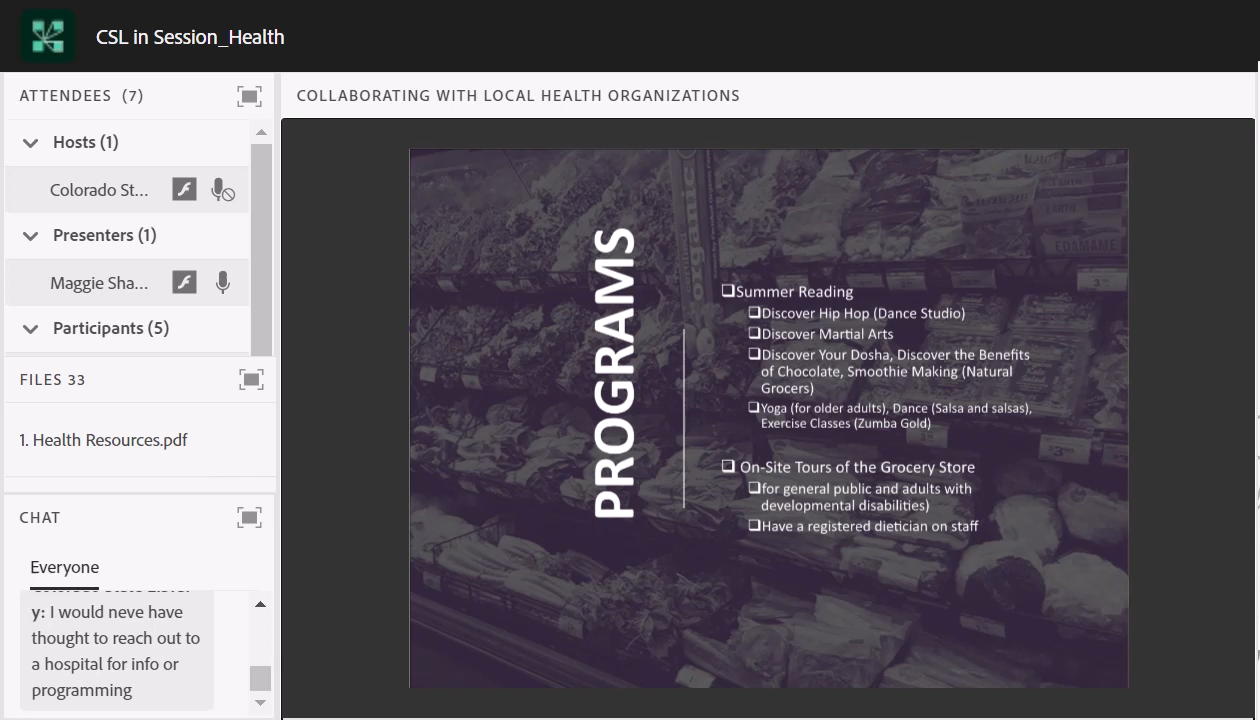 CSL in Session_Health
ATTENDEES (7)
Hosts (1)
Colorado St...
Presenters (1)
Maggie Sha...
Participants (5)
FILES 33
1. Health Resources.pdf
CHAT
Everyone
y: I would neve have
thought to reach out to
a hospital for info or
programming
COLLABORATING WITH LOCAL HEALTH ORGANIZATIONS
PROGRAMS
❑Summer Reading
❑Discover Hip Hop (Dance Studio)
❑Discover Martial Arts
❑Discover Your Dosha, Discover the Benefits
of Chocolate, Smoothie Making (Natural
Grocers)
❑Yoga (for older adults), Dance (Salsa and salsas),
Exercise Classes (Zumba Gold)
❑ On-Site Tours of the Grocery Store
❑for general public and adults with
developmental disabilities)
❑Have a registered dietician on staff
EDAMAME